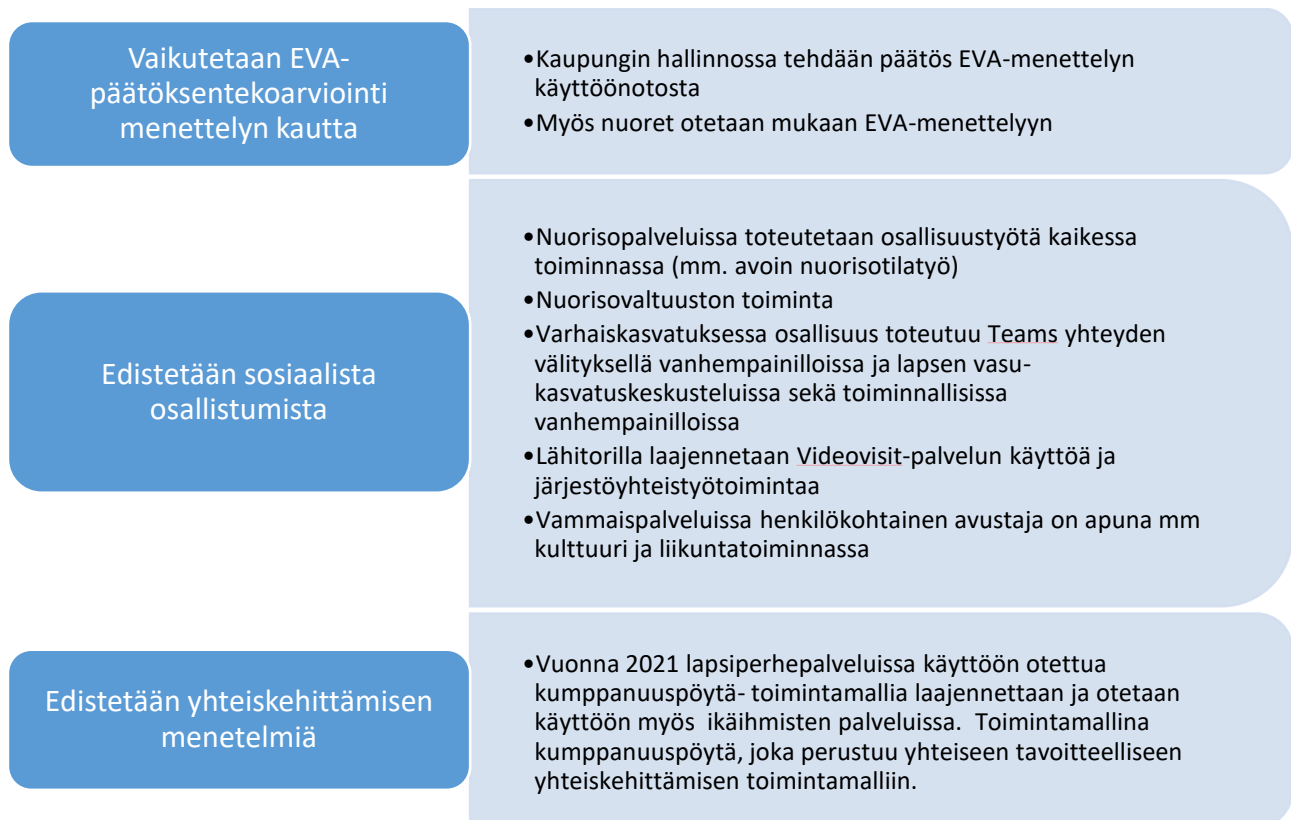 Vaikutetaan EVA-
päätöksentekoarviointi
menettelyn kautta
•Kaupungin hallinnossa tehdään päätös EVA-menettelyn
käyttöönotosta
•Myös nuoret otetaan mukaan EVA-menettelyyn
Edistetään sosiaalista
osallistumista
•Nuorisopalveluissa toteutetaan osallisuustyötä kaikessa
toiminnassa (mm. avoin nuorisotilatyö)
•Nuorisovaltuuston toiminta
•Varhaiskasvatuksessa osallisuus toteutuu Teams yhteyden
välityksellä vanhempainilloissa ja lapsen vasu-
kasvatuskeskusteluissa sekä toiminnallisissa
vanhempainilloissa
•Lähitorilla laajennetaan Videovisit-palvelun käyttöä ja
järjestöyhteistyötoimintaa
•Vammaispalveluissa henkilökohtainen avustaja on apuna mm
kulttuuri ja liikuntatoiminnassa
Edistetään yhteiskehittämisen
menetelmiä
•Vuonna 2021 lapsiperhepalveluissa käyttöön otettua
kumppanuuspöytä- toimintamallia laajennettaan ja otetaan
käyttöön myös  ikäihmisten palveluissa.  Toimintamallina
kumppanuuspöytä, joka perustuu yhteiseen tavoitteelliseen
yhteiskehittämisen toimintamalliin.